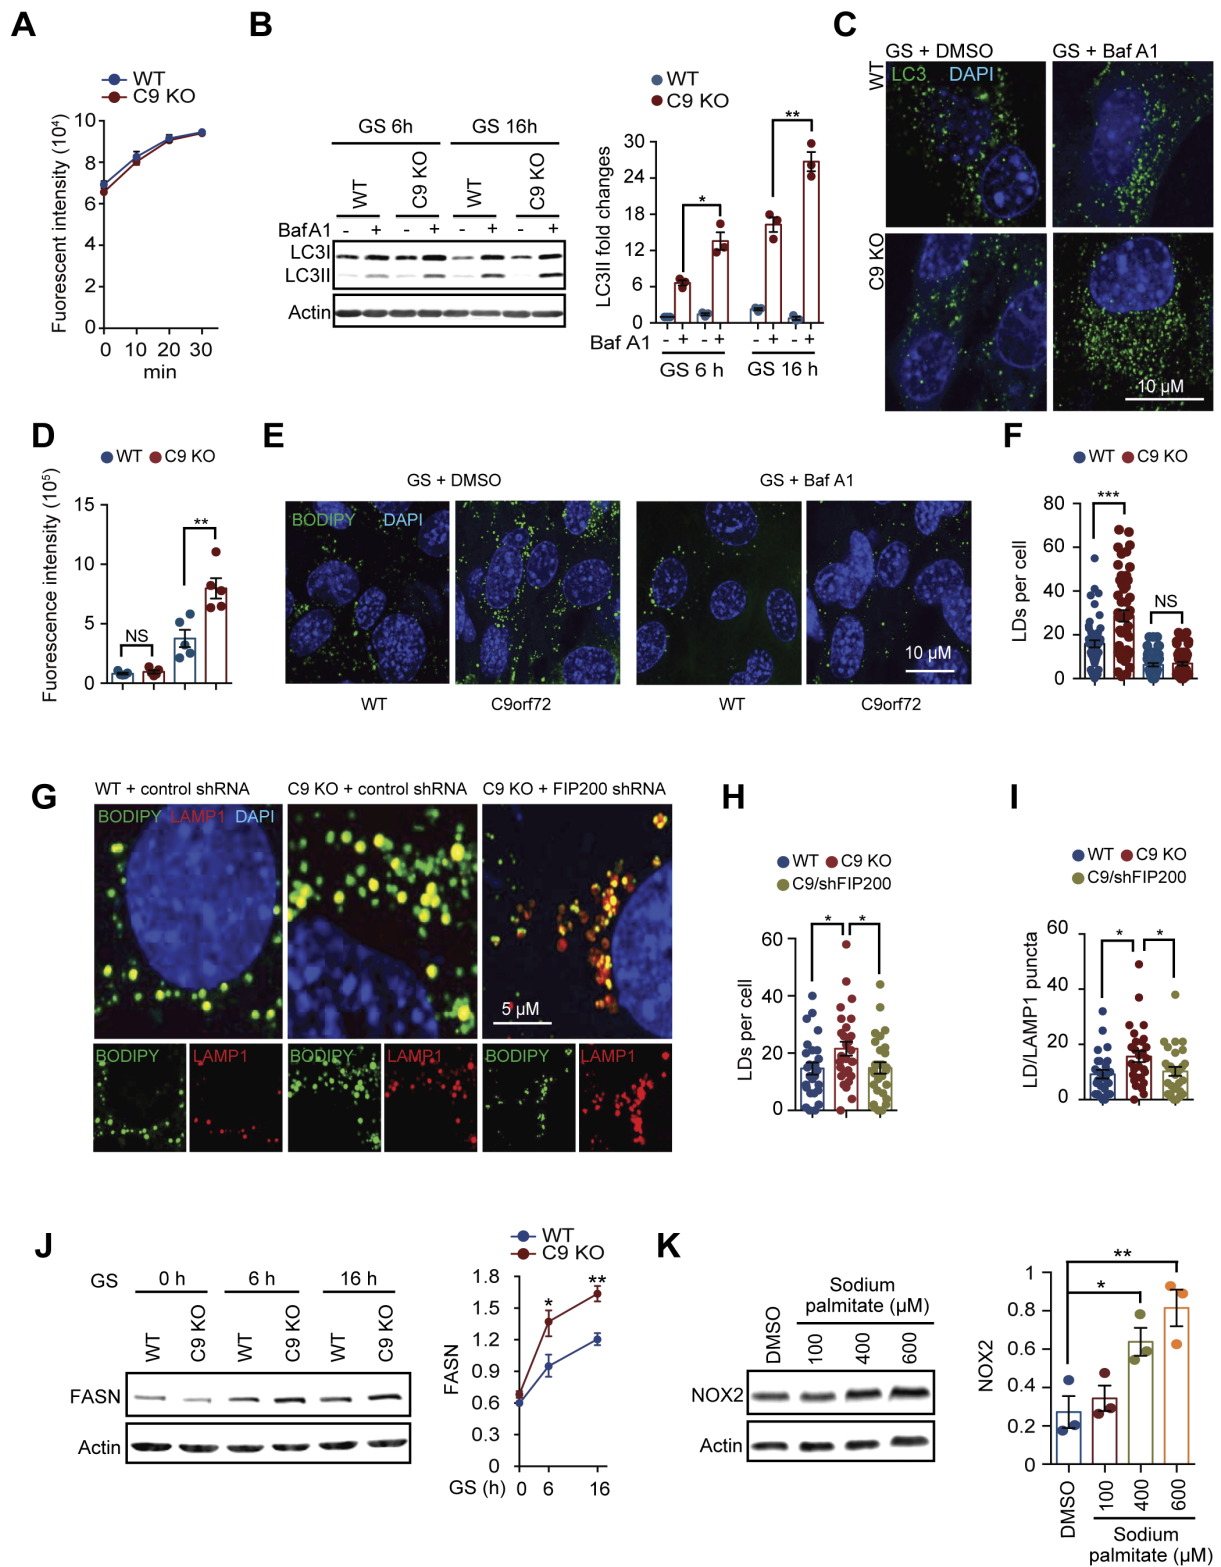 A
WT
C9 KO
Fluorescent intensity (10⁴)
10
8
6
4
2
0
0 10 20 30
min
B
GS 6h GS 16h
WT C9 KO WT C9 KO
BafA1 - + - + - + - +
LC3I
LC3II
Actin
WT
C9 KO
LC3II fold changes
30
24
18
12
6
0
Baf A1 - + - + - + - +
GS 6 h GS 16 h
C
GS + DMSO GS + Baf A1
WT
LC3 DAPI
C9 KO
10 µM
D
WT C9 KO
Fluorescence intensity (10⁵)
15
10
5
0
NS
**
E
GS + DMSO GS + Baf A1
BODIPY DAPI
10 µM
WT C9orf72 WT C9orf72
F
WT C9 KO
LDs per cell
80
60
40
20
0
***
NS
G
WT + control shRNA C9 KO + control shRNA C9 KO + FIP200 shRNA
BODIPY LAMP1 DAPI
5 µM
BODIPY LAMP1 BODIPY LAMP1 BODIPY LAMP1
H
WT C9 KO
C9/shFIP200
LDs per cell
60
40
20
0
* *
I
WT C9 KO
C9/shFIP200
LD/LAMP1 puncta
60
40
20
0
* *
J
GS 0 h 6 h 16 h
WT C9 KO WT C9 KO WT C9 KO
FASN
Actin
WT
C9 KO
FASN
1.8
1.5
1.2
0.9
0.6
0.3
0
* **
GS (h) 0 6 16
K
Sodium
palmitate (µM)
DMSO 100 400 600
NOX2
Actin
NOX2
1
0.8
0.6
0.4
0.2
0
**
*
DMSO 100 400 600
Sodium
palmitate (µM)